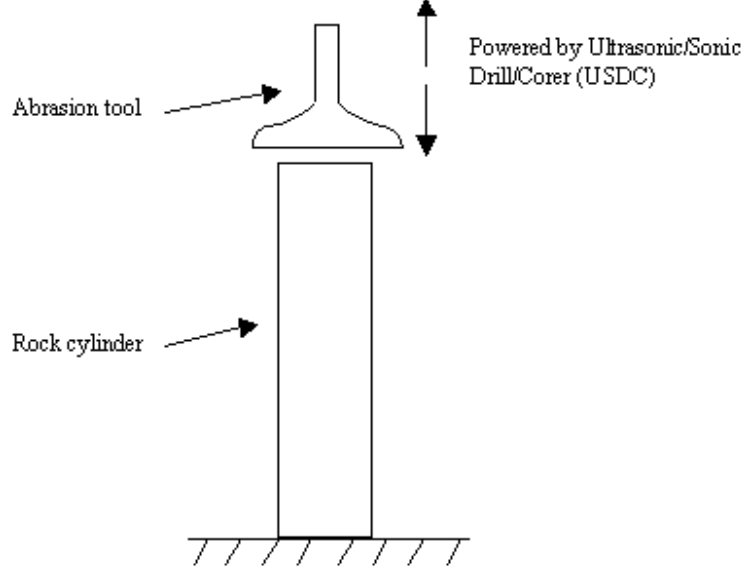 Powered by Ultrasonic/Sonic
Drill/Corer (USDC)
Abrasion tool
Rock cylinder